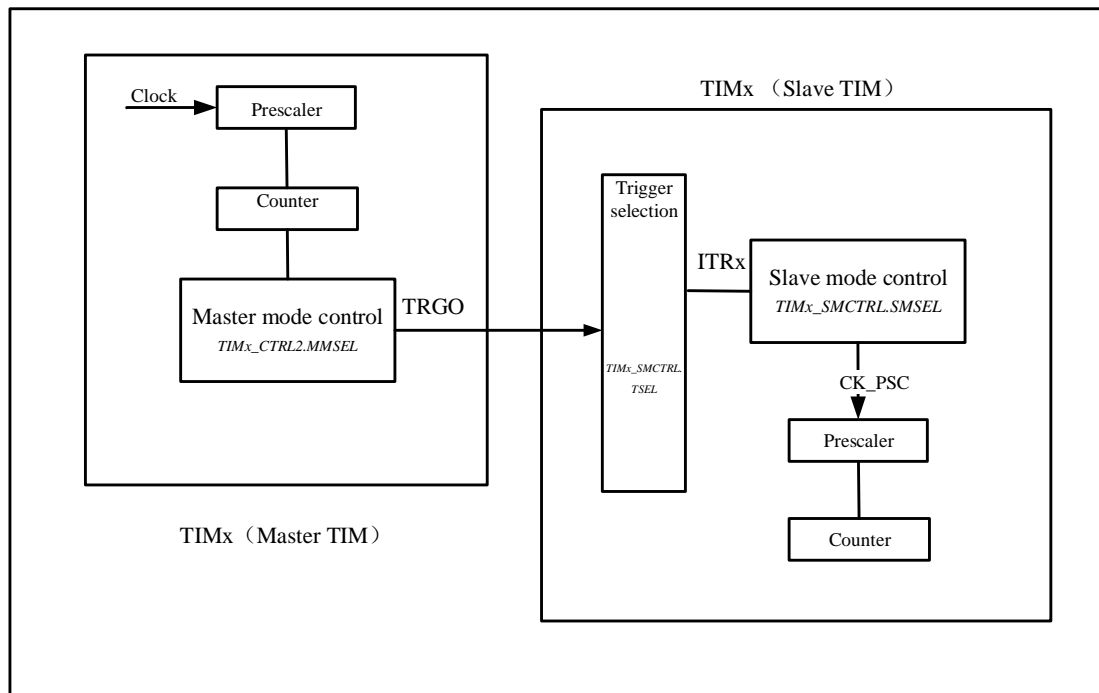 Clock
Prescaler
Counter
Master mode control
TIMx_CTRL2.MMSEL
TRGO
TIMx（Master TIM）
TIMx （Slave TIM）
Trigger
selection
TIMx_SMCTRL.
TSEL
ITRx
Slave mode control
TIMx_SMCTRL.SMSEL
CK_PSC
Prescaler
Counter